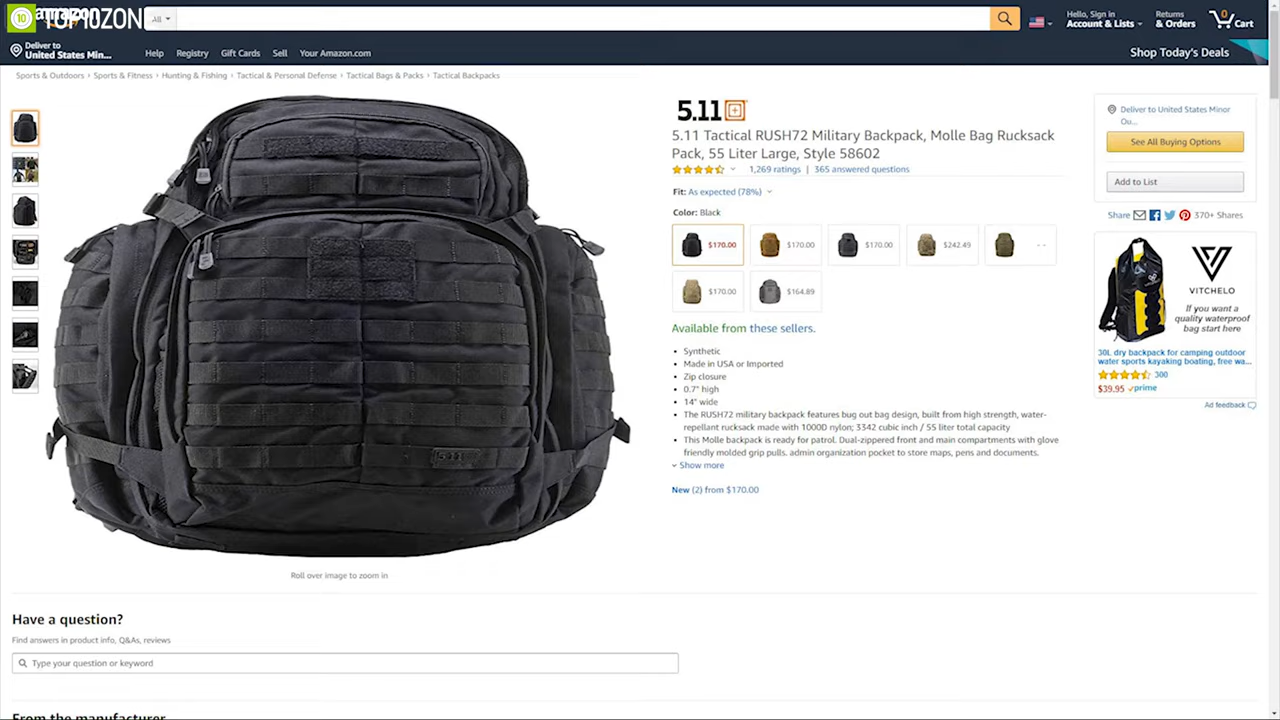 10 TOP10ZONE
amazon
All
0
Hello, Sign in
Account & Lists
Returns
& Orders
Cart
Deliver to
United States Min...
Help Registry Gift Cards Sell Your Amazon.com
Shop Today's Deals
Sports & Outdoors › Sports & Fitness › Hunting & Fishing › Tactical & Personal Defense › Tactical Bags & Packs › Tactical Backpacks
5.11
5.11 Tactical RUSH72 Military Backpack, Molle Bag Rucksack
Pack, 55 Liter Large, Style 58602
1,269 ratings | 365 answered questions
Fit: As expected (78%)
Color: Black
$170.00 $170.00 $170.00 $242.49 - -
$170.00 $164.89
Available from these sellers.
• Synthetic
• Made in USA or Imported
• Zip closure
• 0.7" high
• 14" wide
• The RUSH72 military backpack features bug out bag design, built from high strength, water-
repellant rucksack made with 1000D nylon; 3342 cubic inch / 55 liter total capacity
• This Molle backpack is ready for patrol. Dual-zippered front and main compartments with glove
friendly molded grip pulls. admin organization pocket to store maps, pens and documents.
Show more
New (2) from $170.00
Deliver to United States Minor
Ou...
See All Buying Options
Add to List
Share 370+ Shares
VITCHELO
If you want a
quality waterproof
bag start here
30L dry backpack for camping outdoor
water sports kayaking boating, free wa...
300
$39.95 prime
Ad feedback
5.11
Roll over image to zoom in
Have a question?
Find answers in product info, Q&As, reviews
Type your question or keyword
From the manufacturer